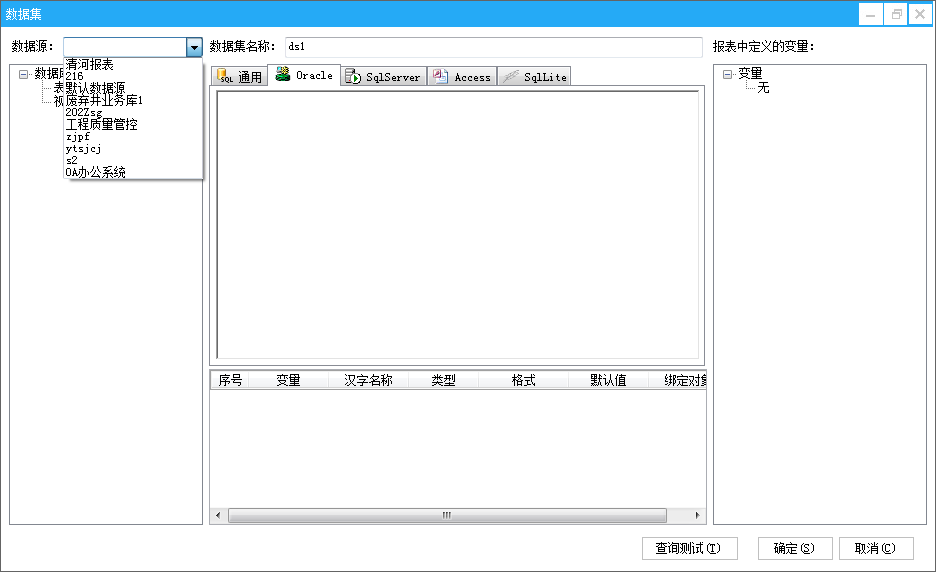 数据集
数据源:
数据集名称: ds1
报表中定义的变量:
清河报表
216
默认数据源
废弃井业务库1
202Zsg
工程质量管控
zjpf
ytsjcj
s2
OA办公系统
数据
表
视
SQL 通用 Oracle SqlServer Access SqlLite
变量
无
序号 变量 汉字名称 类型 格式 默认值 绑定对象
查询测试(T) 确定(S) 取消(C)